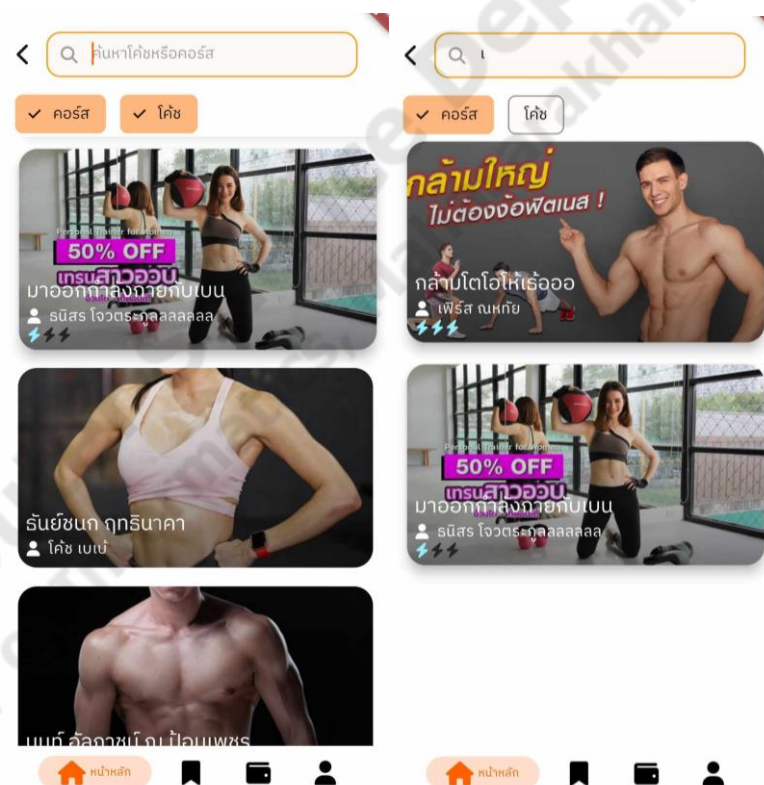 ค้นหาโค้ชหรือคอร์ส
คอร์ส
โค้ช
Personal Trainer for Women
50% OFF
เทรนสาวอวบ
มาออกกำลังกายกับเบน
ธนิสร โจวตระกูลลลลลลล
ธันย์ชนก ฤทธินาคา
โค้ช เบเบ้
หน้าหลัก
เ
คอร์ส
โค้ช
กล้ามใหญ่
ไม่ต้องง้อฟิตเนส !
กล้ามโตโอ่ไห้เธ้อออ
เฟิร์ส ณหทัย
Personal Trainer for Women
50% OFF
เทรนสาวอวบ
มาออกกำลังกายกับเบน
ธนิสร โจวตระกูลลลลลลล
หน้าหลัก